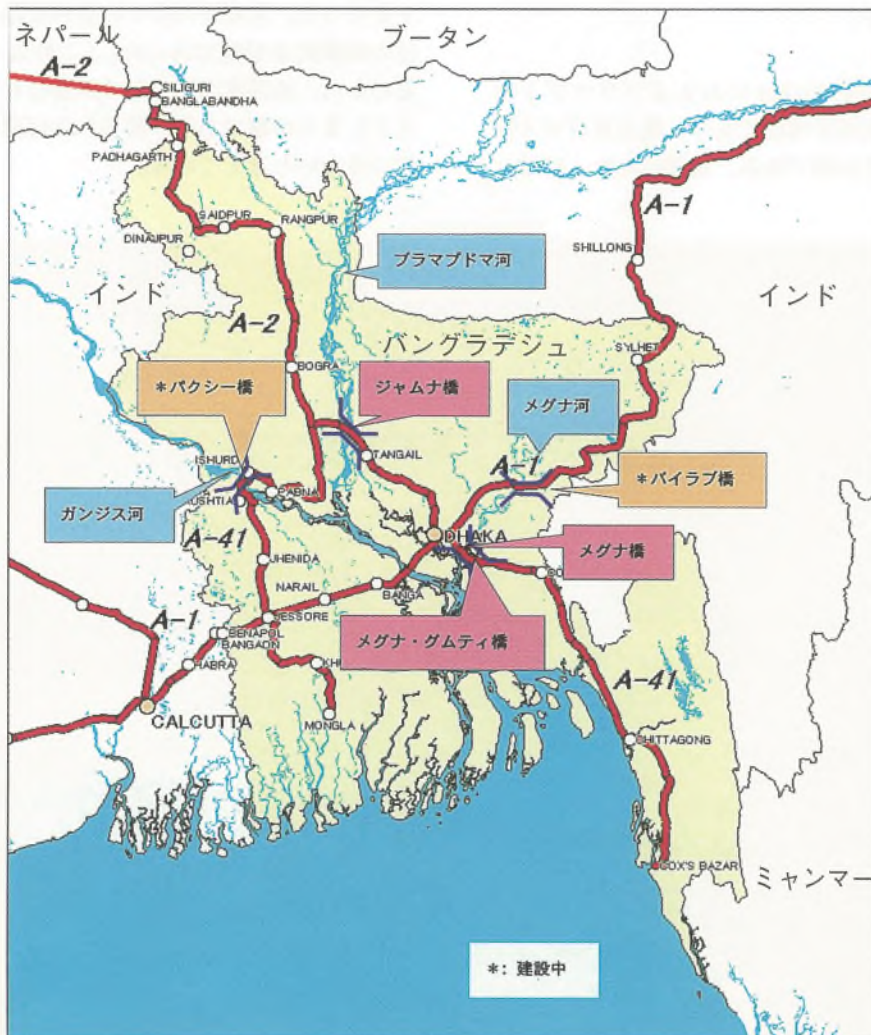 ネパール
ブータン
A-2
SILIGURI
BANGLABANDHA
PACHAGARTH
A-1
SAIDPUR
RANGPUR
DINAJPUR
SHILLONG
ブラマプドマ河
インド
インド
A-2
バングラデシュ
SYLHET
BOGRA
*パクシー橋
ジャムナ橋
メグナ河
TANGAIL
ISHURD
A-1
*バイラブ橋
PABNA
USHTIA
ガンジス河
A-41
DHAKA
メグナ橋
JHENIDA
CO
NARAIL
BANGA
A-1
JESSORE
メグナ・グムティ橋
BENAPOL
BANGAON
HABRA
KH
A-41
CALCUTTA
MONGLA
CHITTAGONG
COX'S BAZAR
ミャンマー
*: 建設中